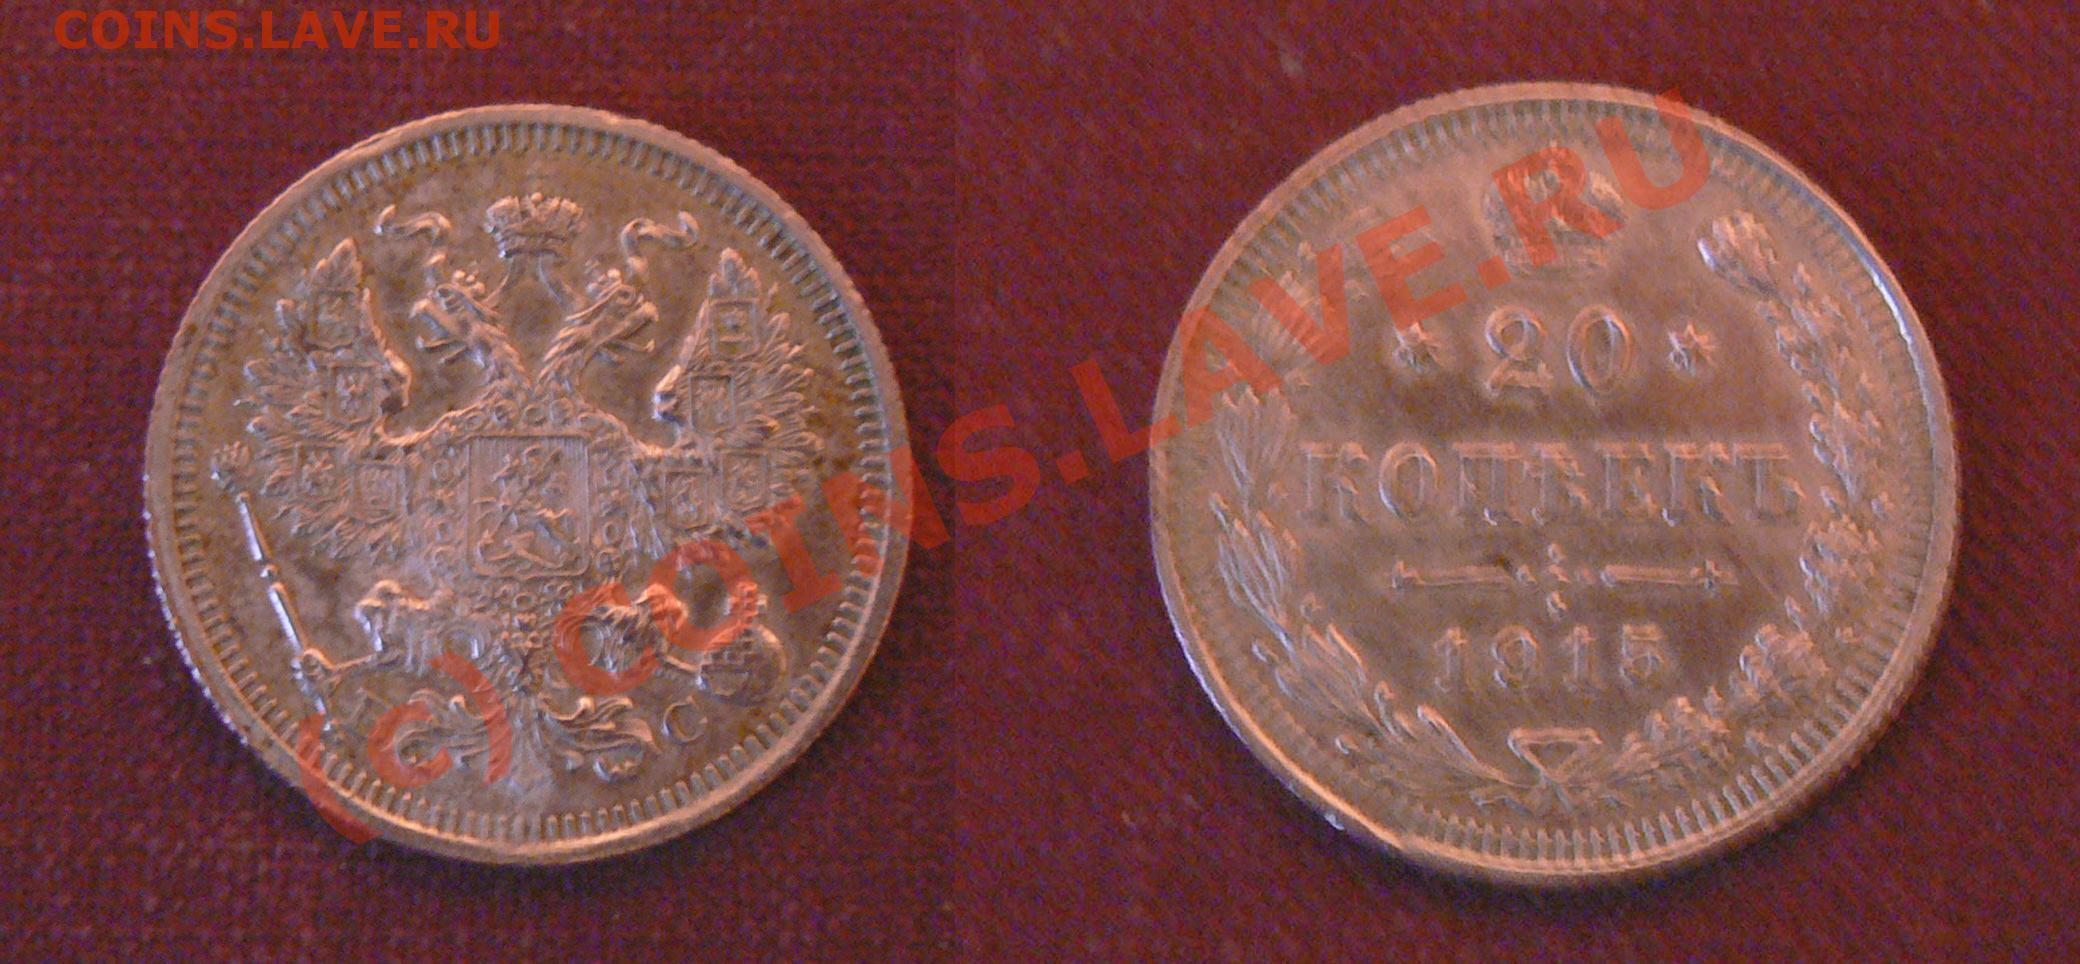 COINS.LAVE.RU
(c) COINS.LAVE.RU
С
20
КОПѢЕКЪ
1915